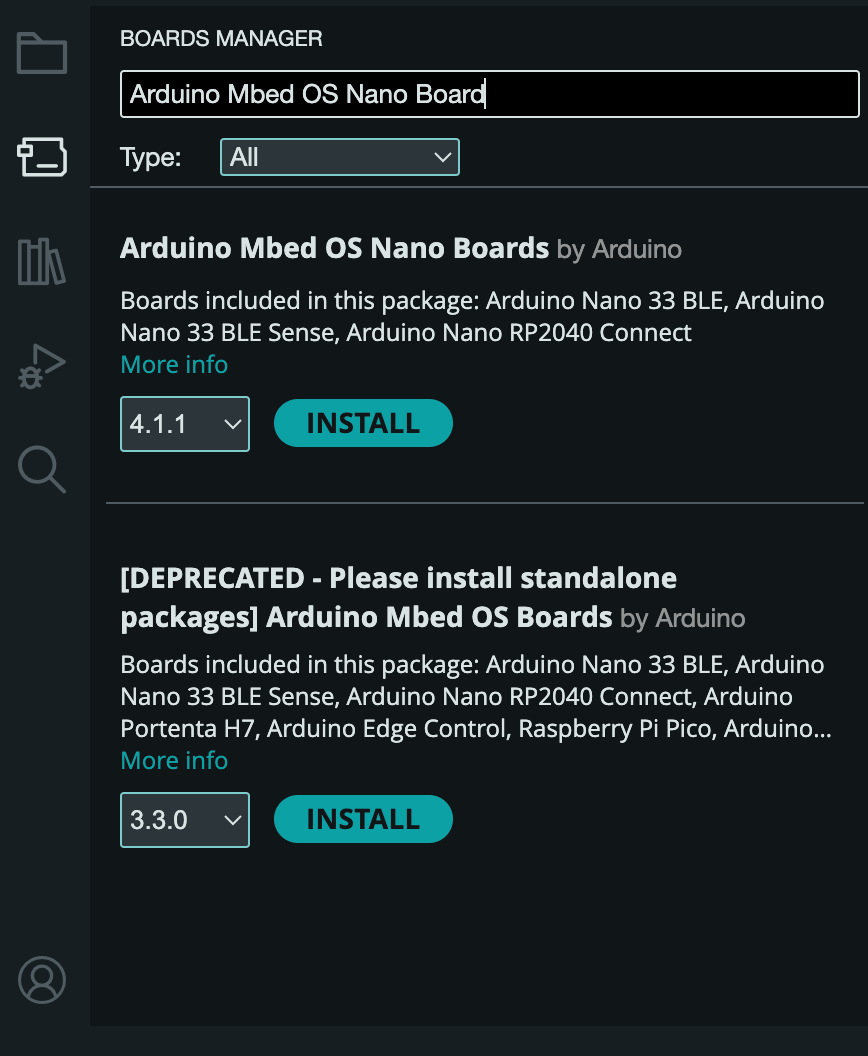 BOARDS MANAGER
Arduino Mbed OS Nano Board
Type: All
Arduino Mbed OS Nano Boards by Arduino
Boards included in this package: Arduino Nano 33 BLE, Arduino
Nano 33 BLE Sense, Arduino Nano RP2040 Connect
More info
4.1.1 INSTALL
[DEPRECATED - Please install standalone
packages] Arduino Mbed OS Boards by Arduino
Boards included in this package: Arduino Nano 33 BLE, Arduino
Nano 33 BLE Sense, Arduino Nano RP2040 Connect, Arduino
Portenta H7, Arduino Edge Control, Raspberry Pi Pico, Arduino...
More info
3.3.0 INSTALL